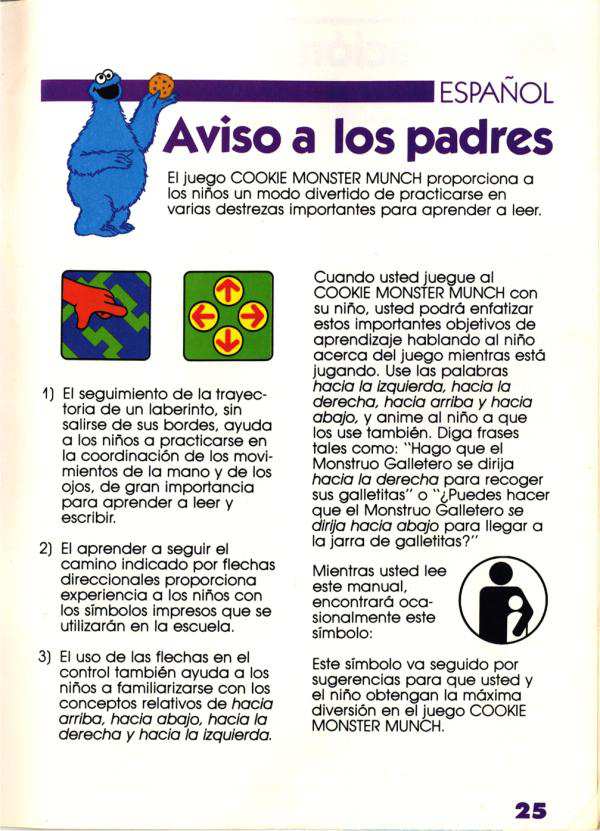 ESPAÑOL
Aviso a los padres
El juego COOKIE MONSTER MUNCH proporciona a
los niños un modo divertido de practicarse en
varias destrezas importantes para aprender a leer.
1) El seguimiento de la trayec-
toria de un laberinto, sin
salirse de sus bordes, ayuda
a los niños a practicarse en
la coordinación de los movi-
mientos de la mano y de los
ojos, de gran importancia
para aprender a leer y
escribir.
2) El aprender a seguir el
camino indicado por flechas
direccionales proporciona
experiencia a los niños con
los símbolos impresos que se
utilizarán en la escuela.
3) El uso de las flechas en el
control también ayuda a los
niños a familiarizarse con los
conceptos relativos de hacia
arriba, hacia abajo, hacia la
derecha y hacia la izquierda.
Cuando usted juegue al
COOKIE MONSTER MUNCH con
su niño, usted podrá enfatizar
estos importantes objetivos de
aprendizaje hablando al niño
acerca del juego mientras está
jugando. Use las palabras
hacia la izquierda, hacia la
derecha, hacia arriba y hacia
abajo, y anime al niño a que
los use también. Diga frases
tales como: "Hago que el
Monstruo Galletero se dirija
hacia la derecha para recoger
sus galletitas" o "¿Puedes hacer
que el Monstruo Galletero se
dirija hacia abajo para llegar a
la jarra de galletitas?"
Mientras usted lee
este manual,
encontrará oca-
sionalmente este
símbolo:
Este símbolo va seguido por
sugerencias para que usted y
el niño obtengan la máxima
diversión en el juego COOKIE
MONSTER MUNCH.
25